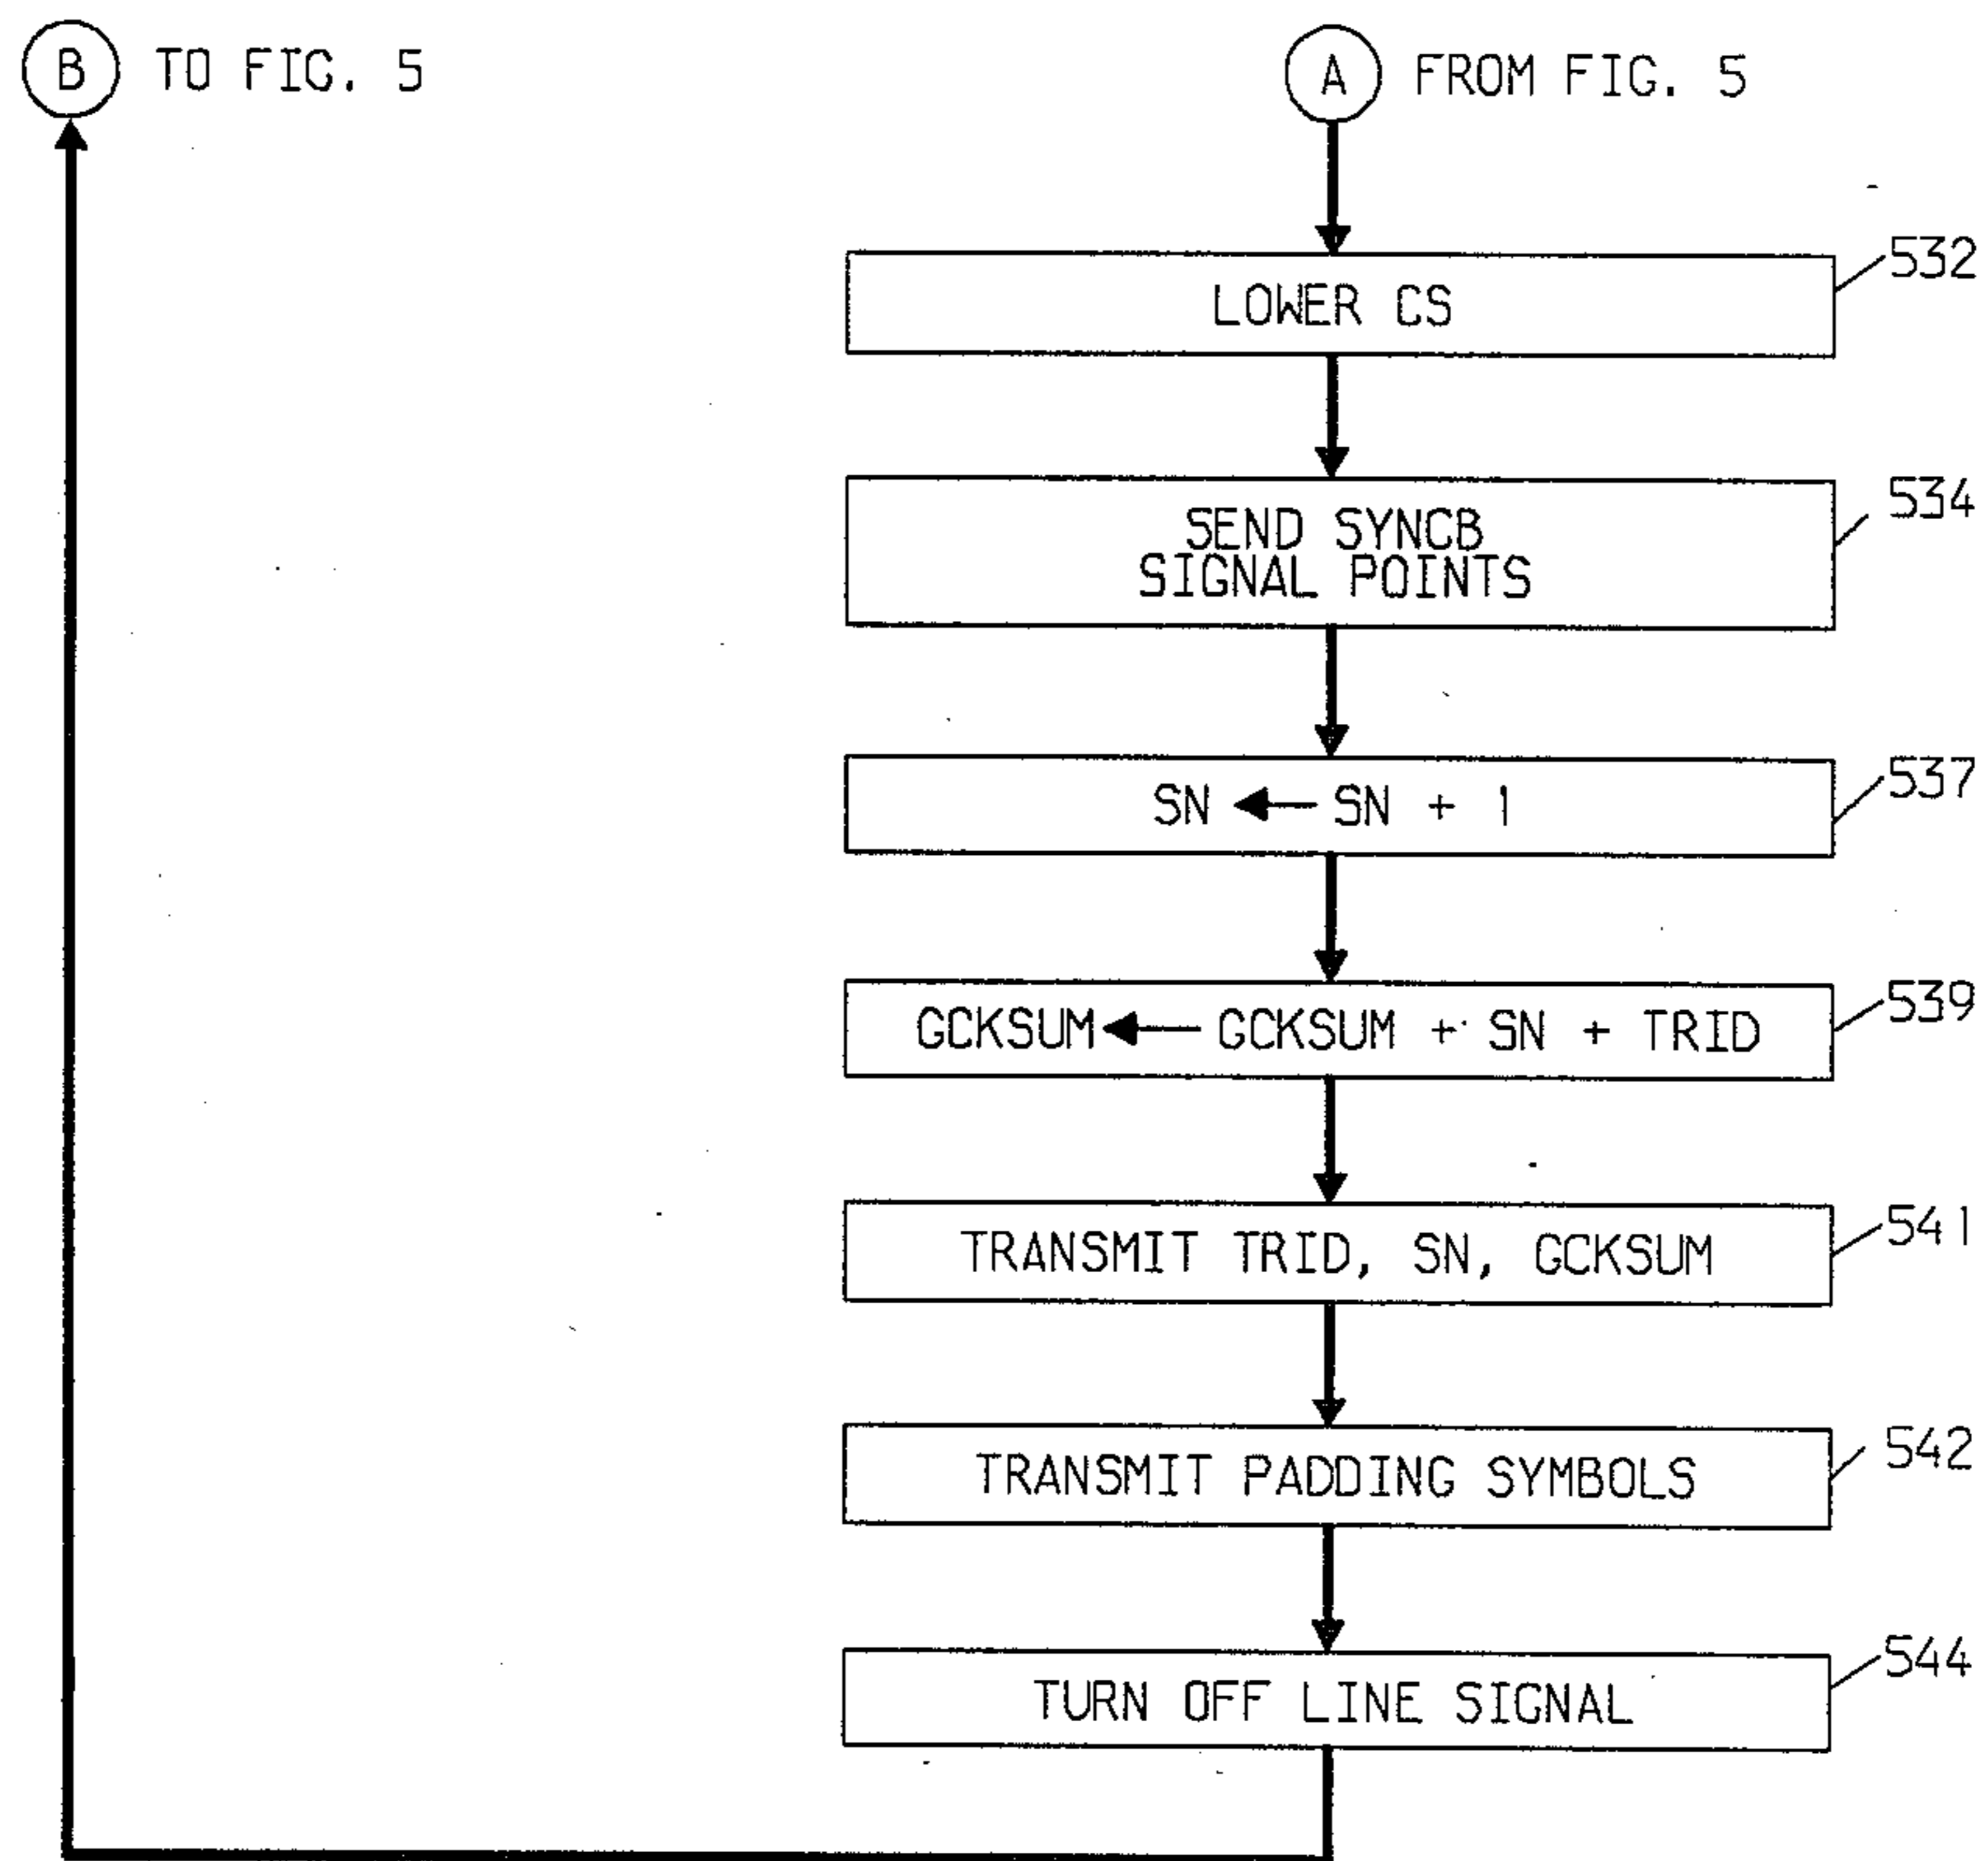 B TO FIG. 5
A FROM FIG. 5
532
LOWER CS
534
SEND SYNCB
SIGNAL POINTS
537
SN ← SN + 1
539
GCKSUM ← GCKSUM + SN + TRID
541
TRANSMIT TRID, SN, GCKSUM
542
TRANSMIT PADDING SYMBOLS
544
TURN OFF LINE SIGNAL